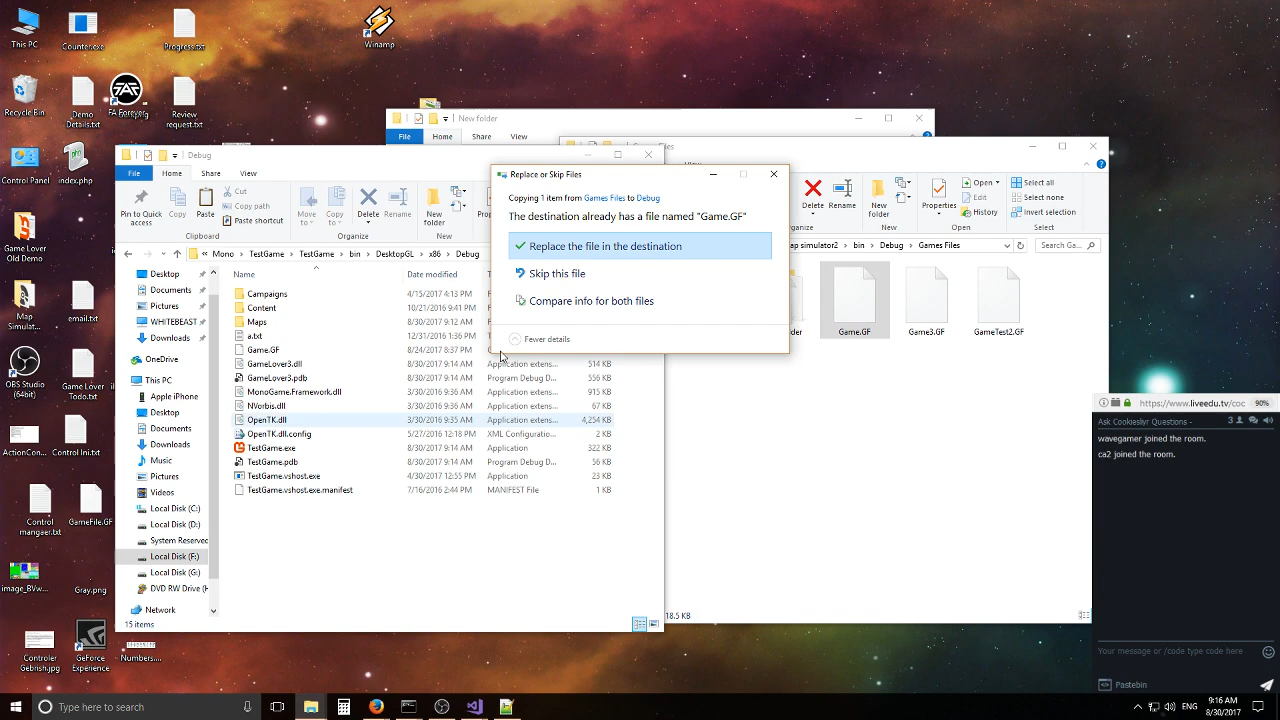 This PC
Counter.exe
Progress.txt
Winamp
Recycle Bin
Demo
Details.txt
FA Forever
Review
request.txt
Control Panel
index.php
Game Lover
Old Demo
Map
Simulat...
email.txt
OBS Studio
(64bit)
Game Lover
Todo.txt
ActionCon...
Control Ini.txt
Control
mangaer.txt
GameFile.GF
image_BVw...
Gray.png
Controler
Gebrish.jpg
GeForce
Experience
Numbers....
New folder
File
Home
Share
View
Debug
File
Home
Share
View
Pin to Quick
access
Copy
Paste
Cut
Copy path
Paste shortcut
Clipboard
Move
to
Copy
to
Delete
Rename
Organize
New
folder
New
« Mono > TestGame > TestGame > bin > DesktopGL > x86 > Debug
Name
Date modified
Desktop
Documents
Pictures
WHITEBEAST
Downloads
OneDrive
This PC
Apple iPhone
Desktop
Documents
Downloads
Music
Pictures
Videos
Local Disk (C:)
Local Disk (D:)
System Reserved
Local Disk (F:)
Local Disk (G:)
DVD RW Drive (H
Network
15 items
Campaigns 4/15/2017 4:13 PM
Content 10/21/2016 9:41 PM
Maps 8/30/2017 9:12 AM
a.txt 12/31/2016 1:36 PM
Game.GF 8/24/2017 8:37 PM
GameLover3.dll 8/30/2017 9:14 AM Application extens... 514 KB
GameLover3.pdb 8/30/2017 9:14 AM Program Debug D... 556 KB
MonoGame.Framework.dll 3/30/2016 9:36 AM Application extens... 915 KB
NVorbis.dll 3/30/2016 9:36 AM Application extens... 67 KB
OpenTK.dll 3/30/2016 9:35 AM Application extens... 4,254 KB
OpenTK.dll.config 5/27/2016 12:18 PM XML Configuratio... 2 KB
TestGame.exe 8/30/2017 9:14 AM Application 322 KB
TestGame.pdb 8/30/2017 9:14 AM Program Debug D... 56 KB
TestGame.vshost.exe 4/30/2017 12:55 PM Application 23 KB
TestGame.vshost.exe.manifest 7/16/2016 2:44 PM MANIFEST File 1 KB
Replace or Skip Files
Copying 1 item from Games Files to Debug
The destination already has a file named "Game.GF"
Replace the file in the destination
Skip this file
Compare info for both files
Fewer details
Delete
Rename
New
folder
New
Properties
Open
Edit
History
Open
Select all
Select none
Invert selection
Select
ap simulator2 > bin > Debug > Games Files
Search Ga...
Game.GF
Game3.GF
GameTest2.GF
18.5 KB
https://www.liveedu.tv/coc
90%
Ask Cookiesliyr Questions -
3
wavegamer joined the room.
ca2 joined the room.
Your message or /code type code here
Pastebin
Type here to search
ENG
9:16 AM
8/30/2017